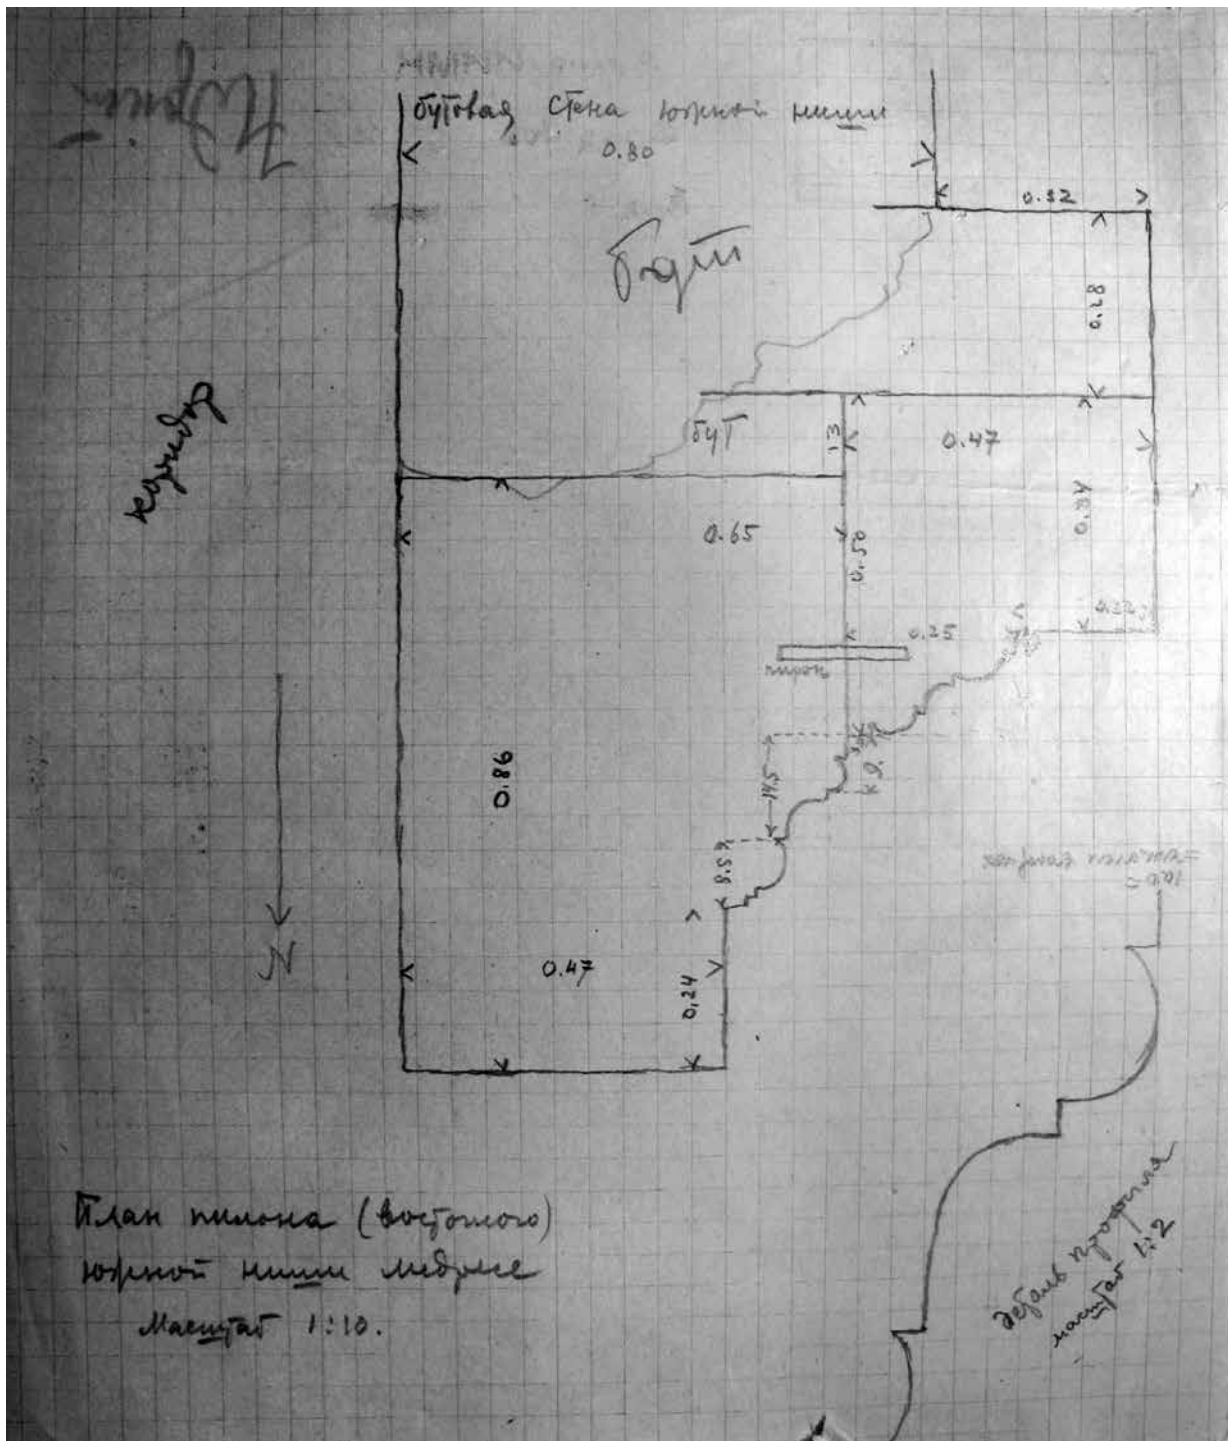 бутовая стена южной ниши
0.80
0.32
бут
0.28
коридор
бут
13
0.47
0.34
0.65
0.50
0.25
пирон
14.5
0.86
8.5
0.47
0.24
N
План пилона (восточного)
южной ниши медресе
Масштаб 1:10.
деталь профиля
масштаб 1:2